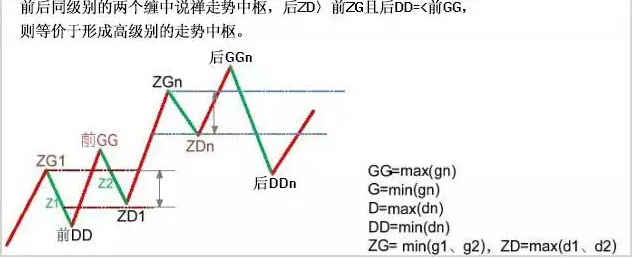 前后同级别的两个缠中说禅走势中枢，后ZD〉前ZG且后DD=<前GG，
则等价于形成高级别的走势中枢。
后GGn
ZGn
ZDn
前GG
ZG1
Z2
Z1
ZD1
前DD
后DDn
GG=max(gn)
G=min(gn)
D=max(dn)
DD=min(dn)
ZG= min(g1、g2)，ZD=max(d1、d2)